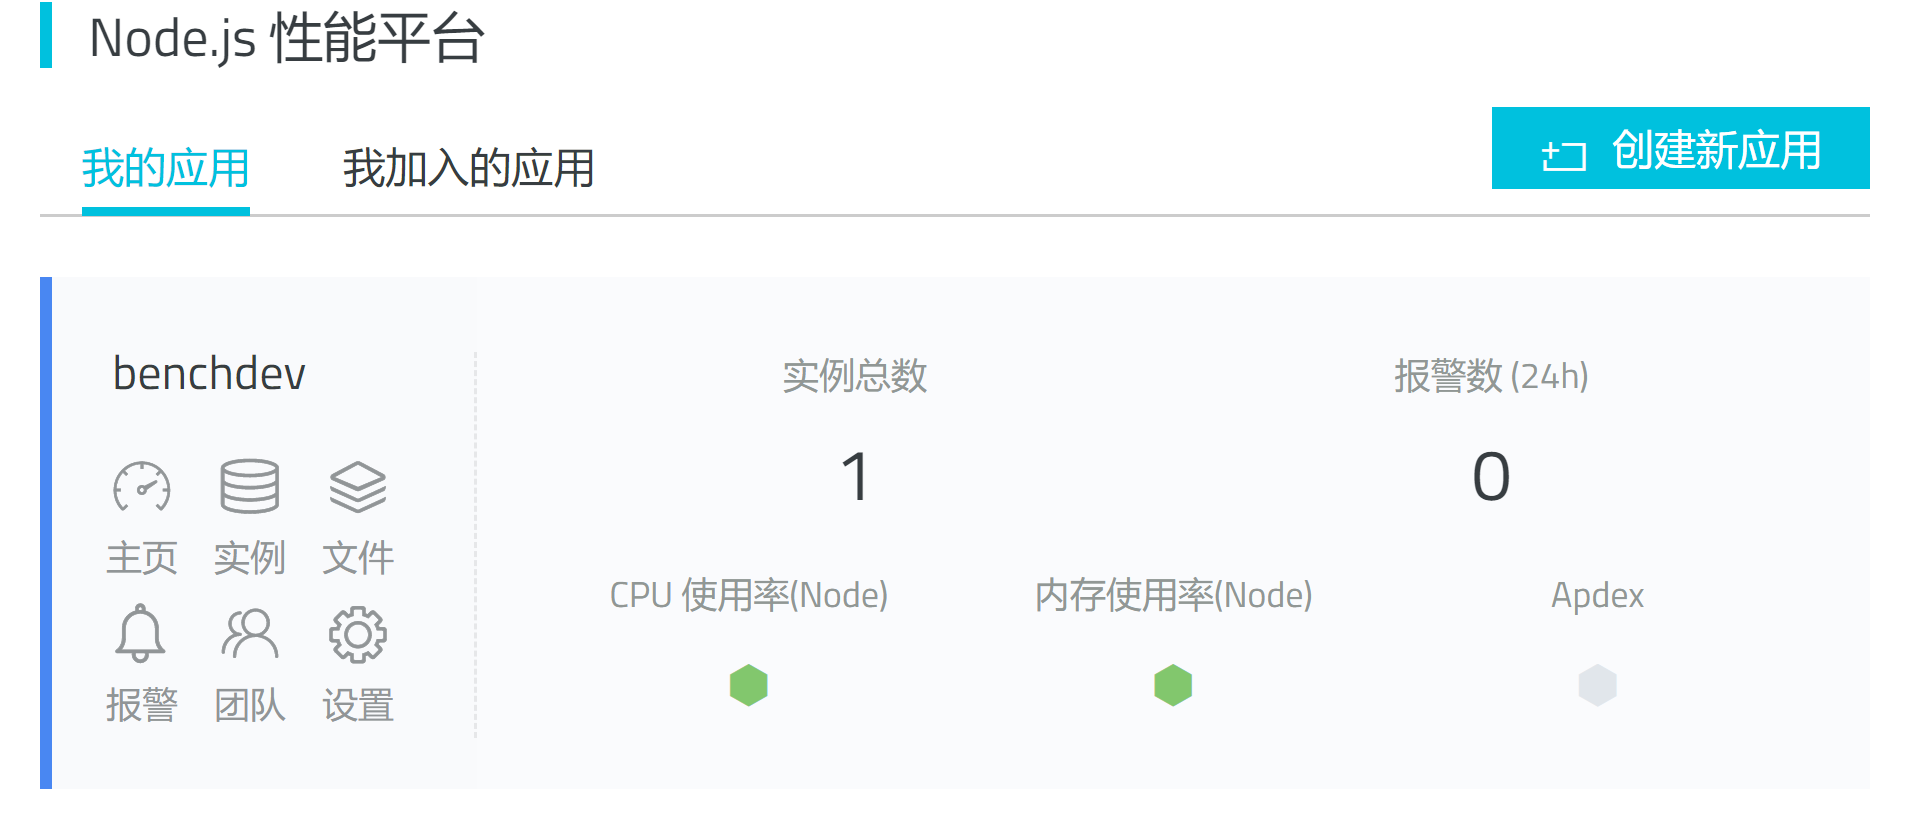 Node.js 性能平台
我的应用 我加入的应用 创建新应用
benchdev
实例总数 报警数 (24h)
1 0
主页 实例 文件
CPU 使用率(Node) 内存使用率(Node) Apdex
报警 团队 设置